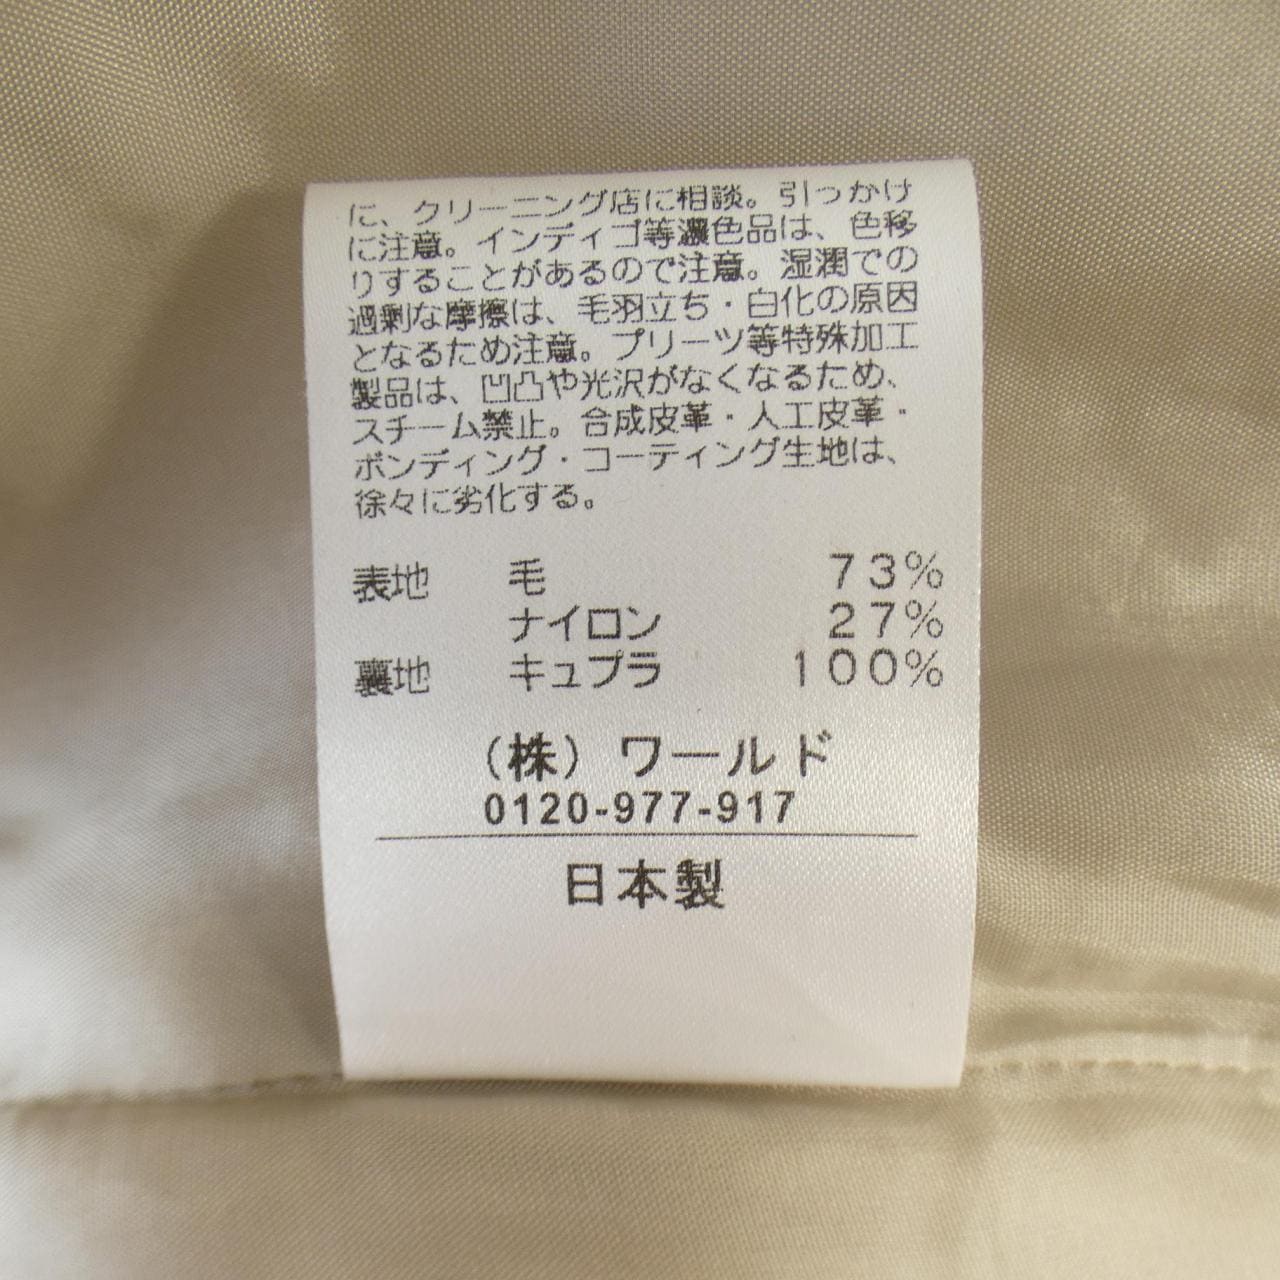 に、クリーニング店に相談。引っかけ
に注意。インディゴ等濃色品は、色移
りすることがあるので注意。湿潤での
過剰な摩擦は、毛羽立ち・白化の原因
となるため注意。プリーツ等特殊加工
製品は、凹凸や光沢がなくなるため、
スチーム禁止。合成皮革・人工皮革・
ボンディング・コーティング生地は、
徐々に劣化する。
表地 毛 73%
ナイロン 27%
裏地 キュプラ 100%
(株) ワールド
0120-977-917
日本製